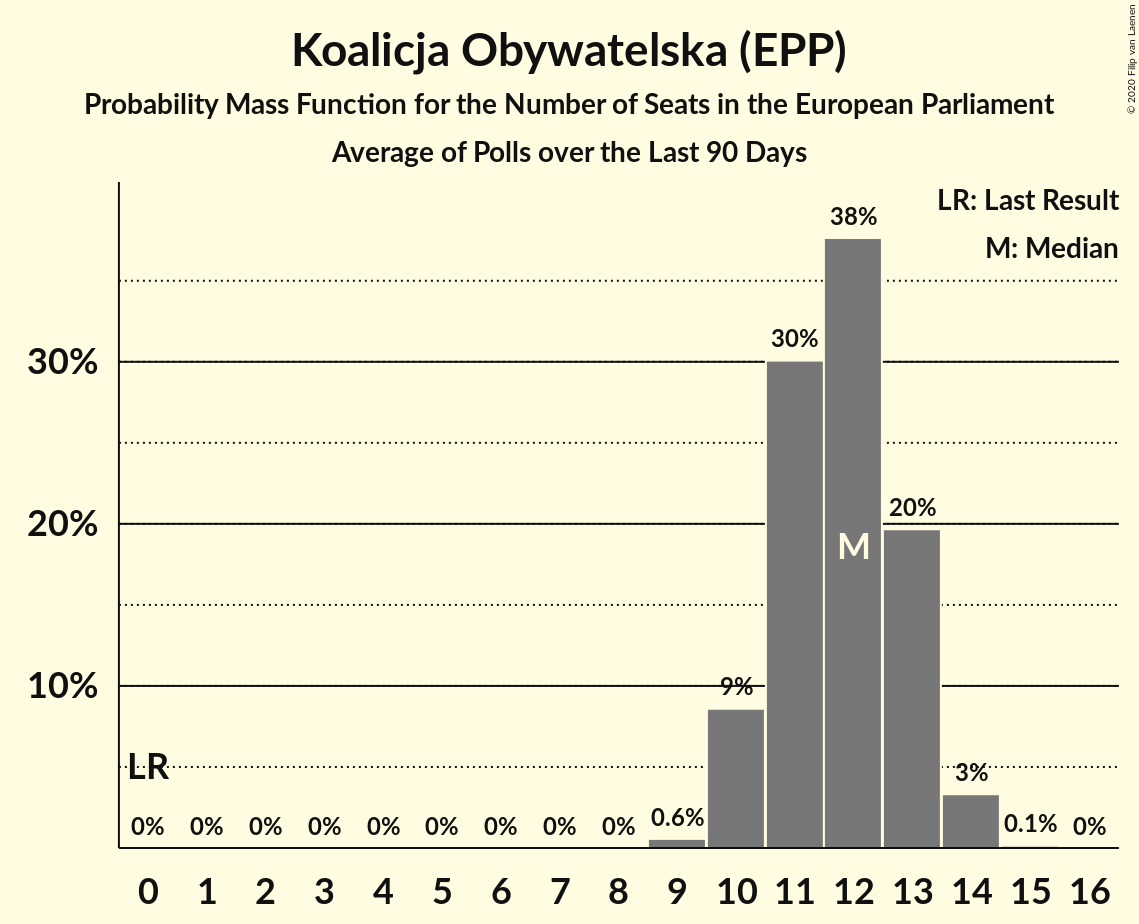 Koalicja Obywatelska (EPP)
Probability Mass Function for the Number of Seats in the European Parliament
Average of Polls over the Last 90 Days
© 2020 Filip van Laenen
LR: Last Result
M: Median
38%
30%
30%
20%
20%
M
10%
9%
LR
3%
0% 0% 0% 0% 0% 0% 0% 0% 0% 0.6% 0.1% 0%
0 1 2 3 4 5 6 7 8 9 10 11 12 13 14 15 16